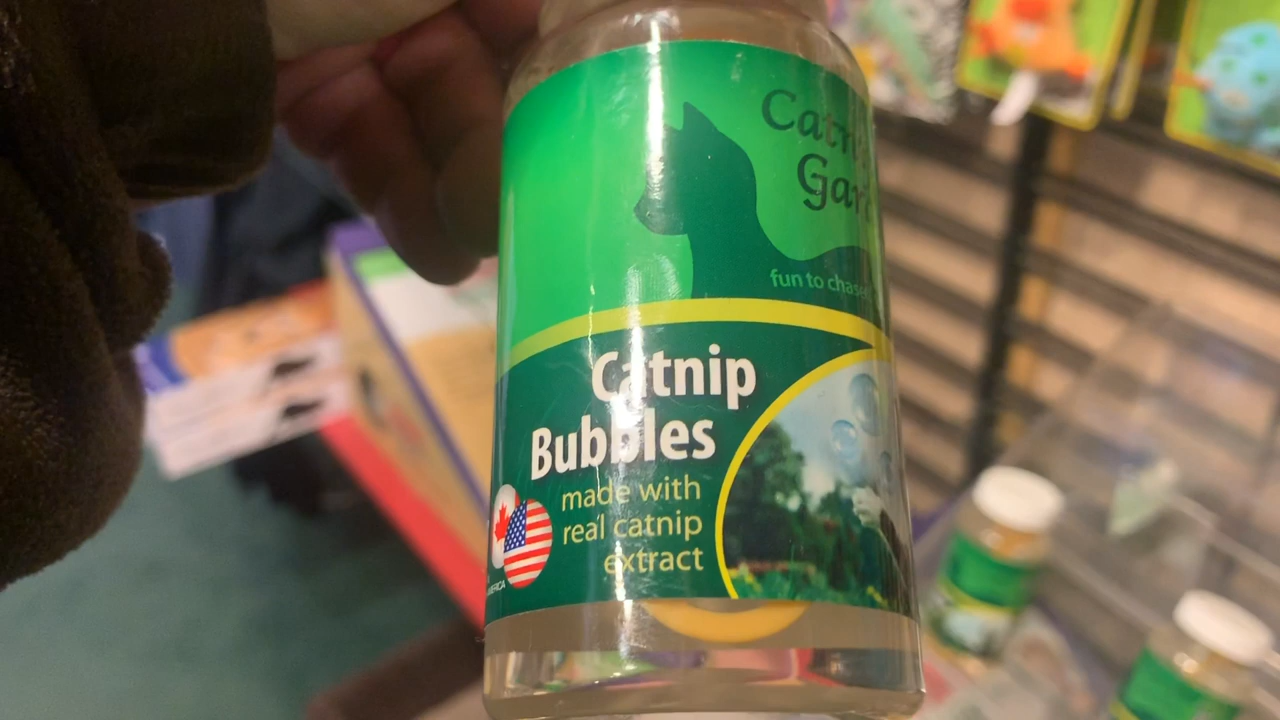 fun to chase
Catnip
Bubbles
made with
real catnip
extract